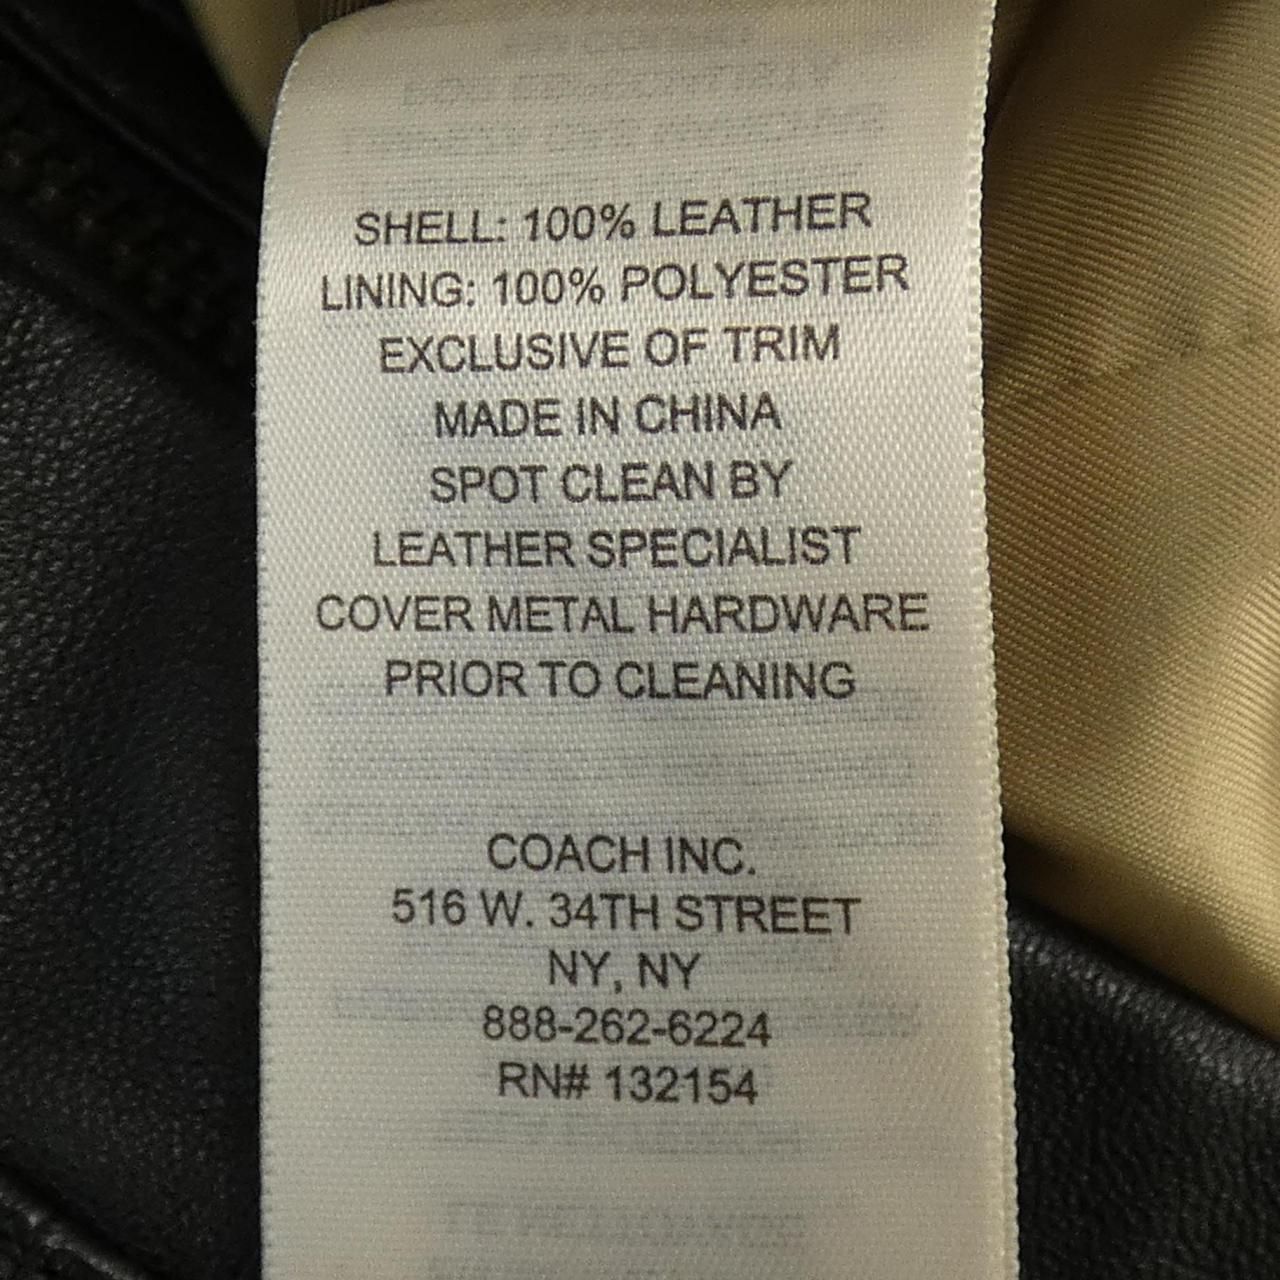 SHELL: 100% LEATHER
LINING: 100% POLYESTER
EXCLUSIVE OF TRIM
MADE IN CHINA
SPOT CLEAN BY
LEATHER SPECIALIST
COVER METAL HARDWARE
PRIOR TO CLEANING
COACH INC.
516 W. 34TH STREET
NY, NY
888-262-6224
RN# 132154